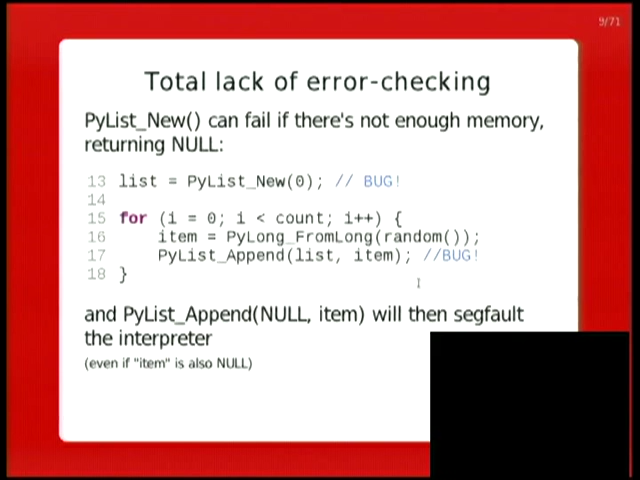 9/71
Total lack of error-checking
PyList_New() can fail if there's not enough memory,
returning NULL:
13 list = PyList_New(0); // BUG!
14
15 for (i = 0; i < count; i++) {
16 item = PyLong_FromLong(random());
17 PyList_Append(list, item); //BUG!
18 }
and PyList_Append(NULL, item) will then segfault
the interpreter
(even if "item" is also NULL)